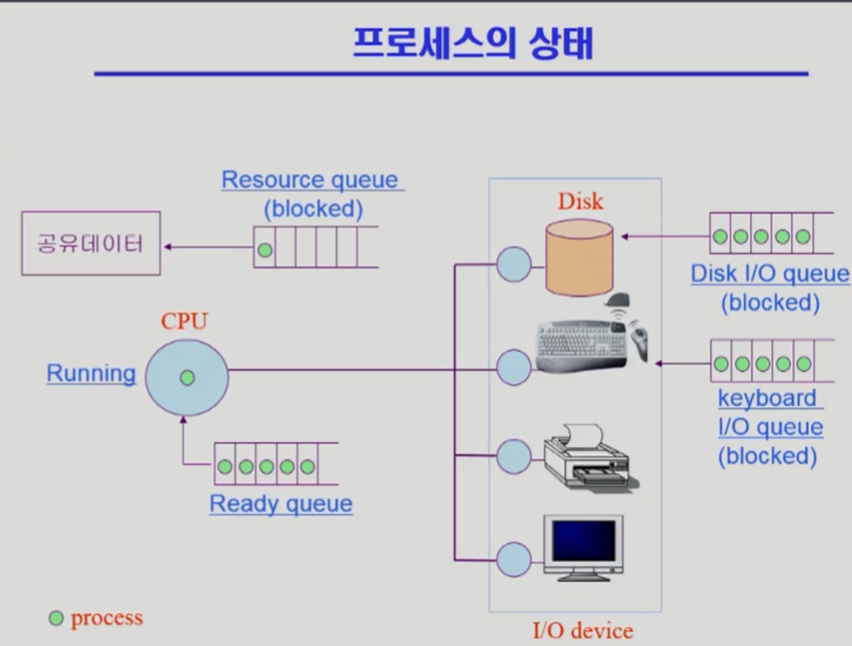 프로세스의 상태
Resource queue
(blocked)
공유데이터
Disk
Disk I/O queue
(blocked)
CPU
Running
keyboard
I/O queue
(blocked)
Ready queue
process
I/O device